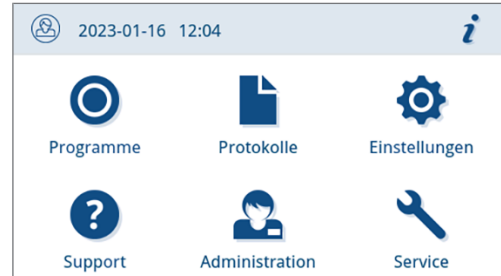 2023-01-16 12:04 i
Programme Protokolle Einstellungen
? 
Support Administration Service